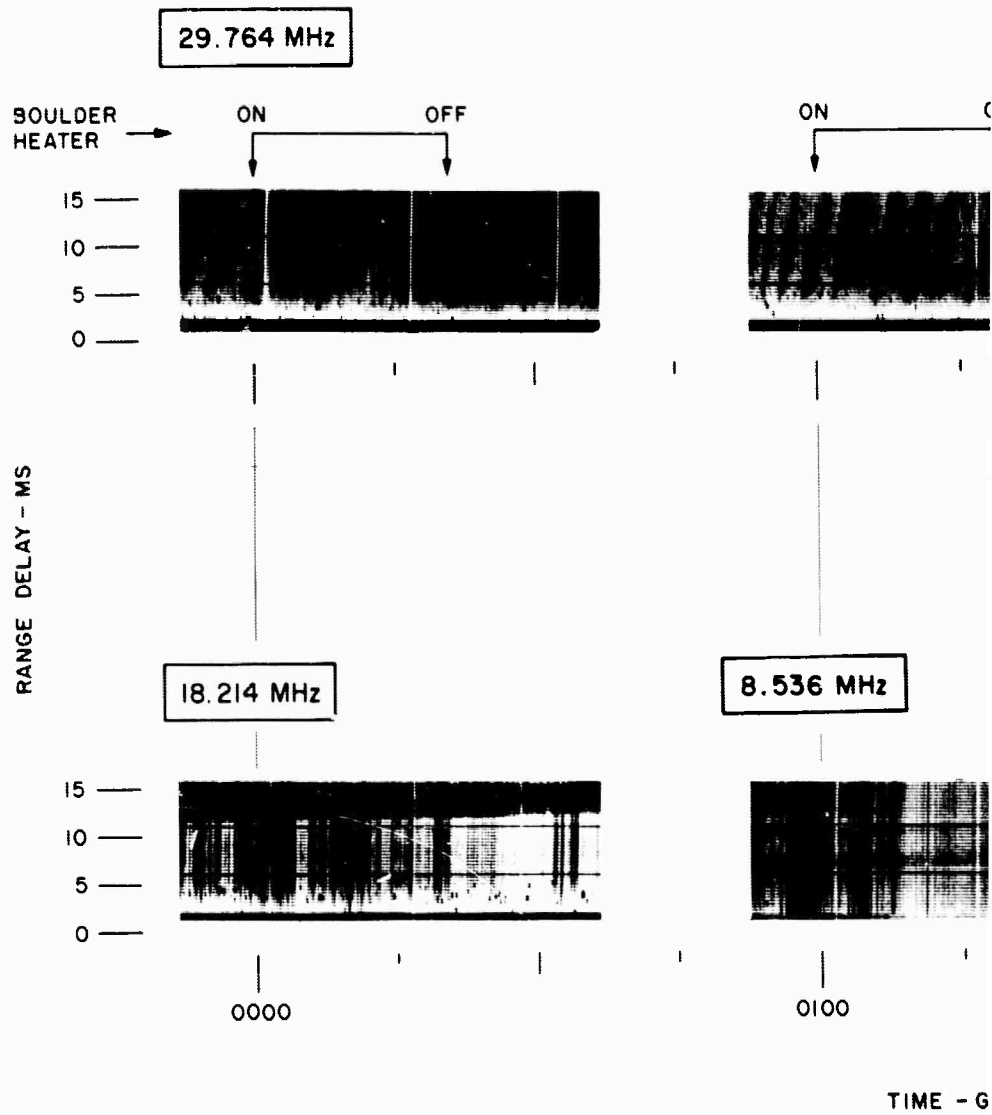 29.764 MHz
BOULDER HEATER
ON OFF ON
15
10
5
0
RANGE DELAY - MS
18.214 MHz
8.536 MHz
15
10
5
0
0000 0100
TIME - G